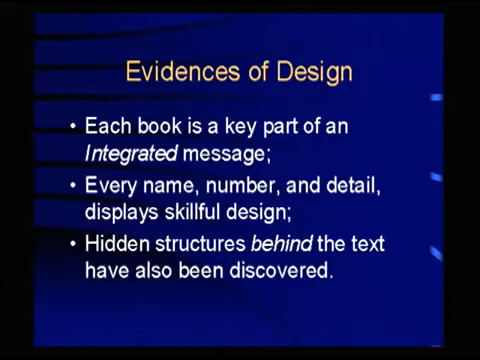 Evidences of Design
• Each book is a key part of an
Integrated message;
• Every name, number, and detail,
displays skillful design;
• Hidden structures behind the text
have also been discovered.